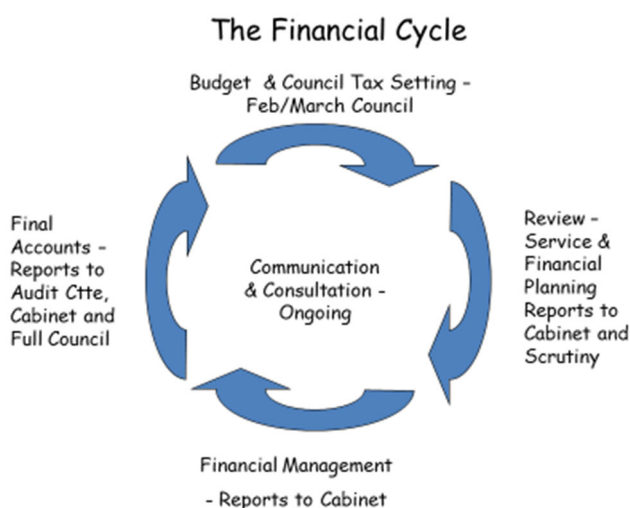 The Financial Cycle
Budget & Council Tax Setting –
Feb/March Council
Final
Accounts –
Reports to
Audit Ctte,
Cabinet and
Full Council
Communication
& Consultation -
Ongoing
Review –
Service &
Financial
Planning
Reports to
Cabinet and
Scrutiny
Financial Management
- Reports to Cabinet